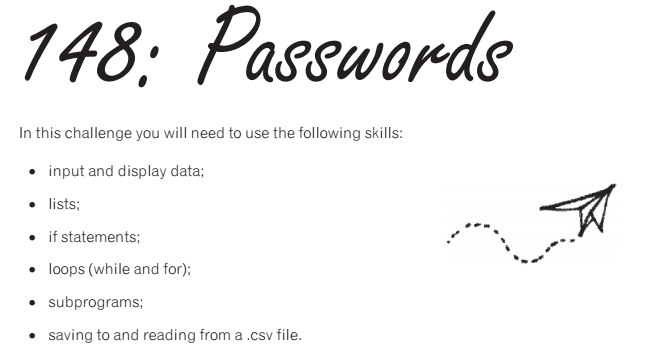 148: Passwords
In this challenge you will need to use the following skills:
• input and display data;
• lists;
• if statements;
• loops (while and for);
• subprograms;
• saving to and reading from a .csv file.